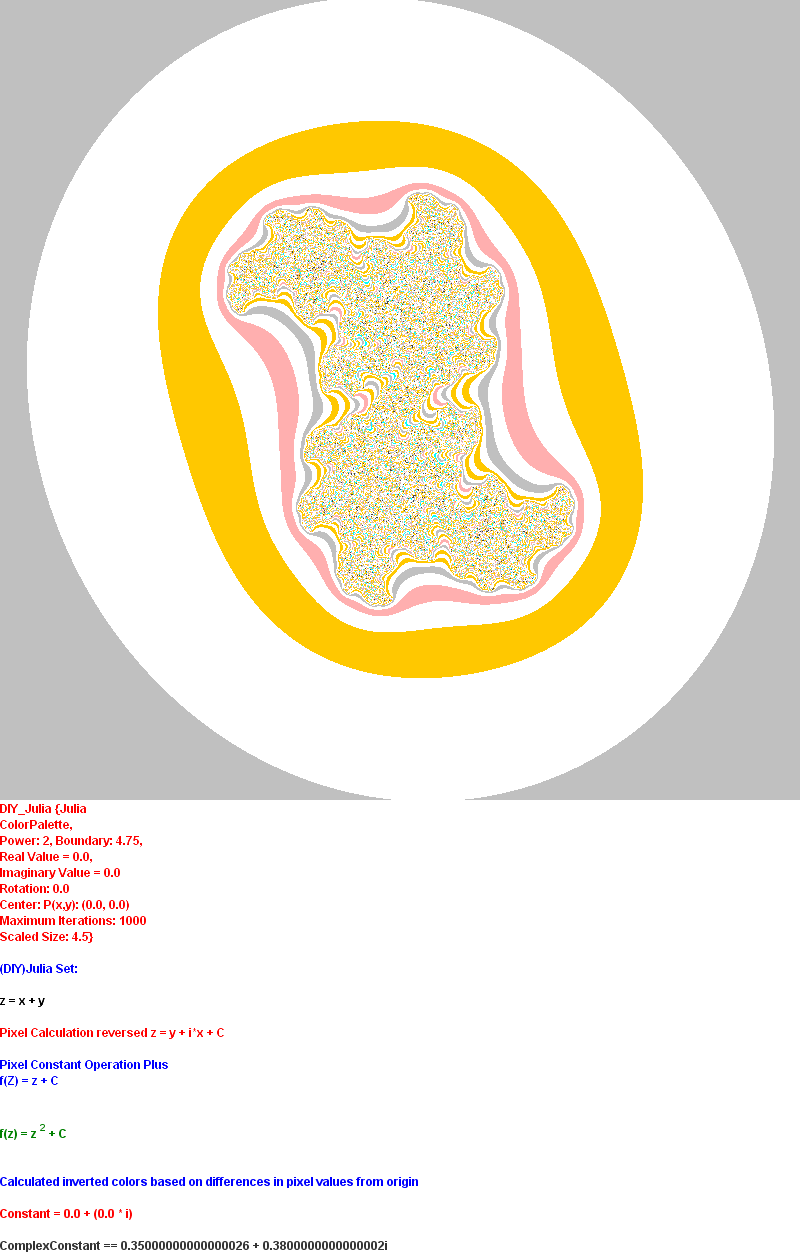 DIY_Julia {Julia
ColorPalette,
Power: 2, Boundary: 4.75,
Real Value = 0.0,
Imaginary Value = 0.0
Rotation: 0.0
Center: P(x,y): (0.0, 0.0)
Maximum Iterations: 1000
Scaled Size: 4.5}
(DIY)Julia Set:
z = x + y
Pixel Calculation reversed z = y + i*x + C
Pixel Constant Operation Plus
f(Z) = z + C
f(z) = z 2 + C
Calculated inverted colors based on differences in pixel values from origin
Constant = 0.0 + (0.0 * i)
ComplexConstant == 0.35000000000000026 + 0.3800000000000002i